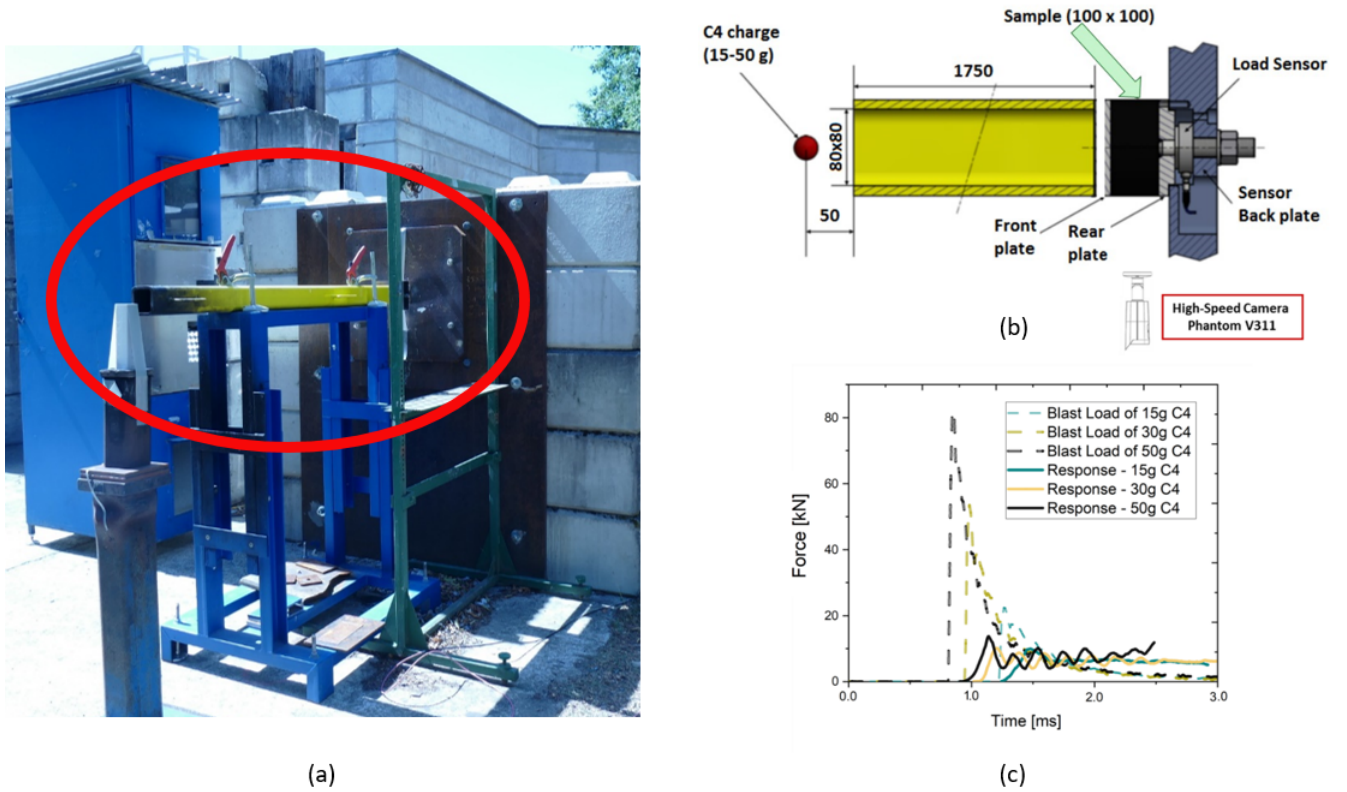 C4 charge
(15-50 g)
Sample (100 x 100)
1750
Load Sensor
80x80
50
Front
plate
Rear
plate
Sensor
Back plate
High-Speed Camera
Phantom V311
(b)
Blast Load of 15g C4
Blast Load of 30g C4
Blast Load of 50g C4
Response - 15g C4
Response - 30g C4
Response - 50g C4
Force [kN]
80
60
40
20
0
0.0
1.0
2.0
3.0
Time [ms]
(a)
(c)